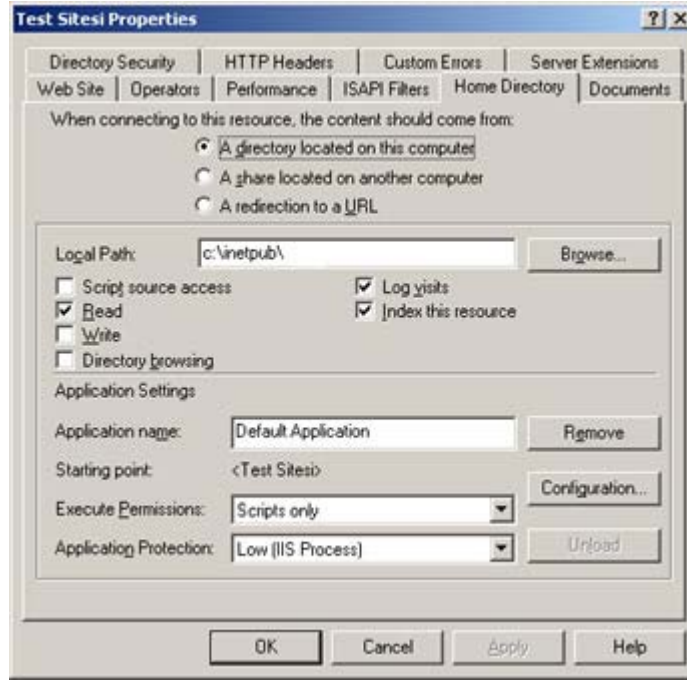 Test Sitesi Properties ? x
Directory Security HTTP Headers Custom Errors Server Extensions
Web Site Operators Performance ISAPI Filters Home Directory Documents
When connecting to this resource, the content should come from:
A directory located on this computer
A share located on another computer
A redirection to a URL
Local Path: c:\inetpub\ Browse...
Script source access Log visits
Read Index this resource
Write
Directory browsing
Application Settings
Application name: Default Application Remove
Starting point: <Test Sitesi>
Configuration...
Execute Permissions: Scripts only
Application Protection: Low (IIS Process) Unload
OK Cancel Apply Help